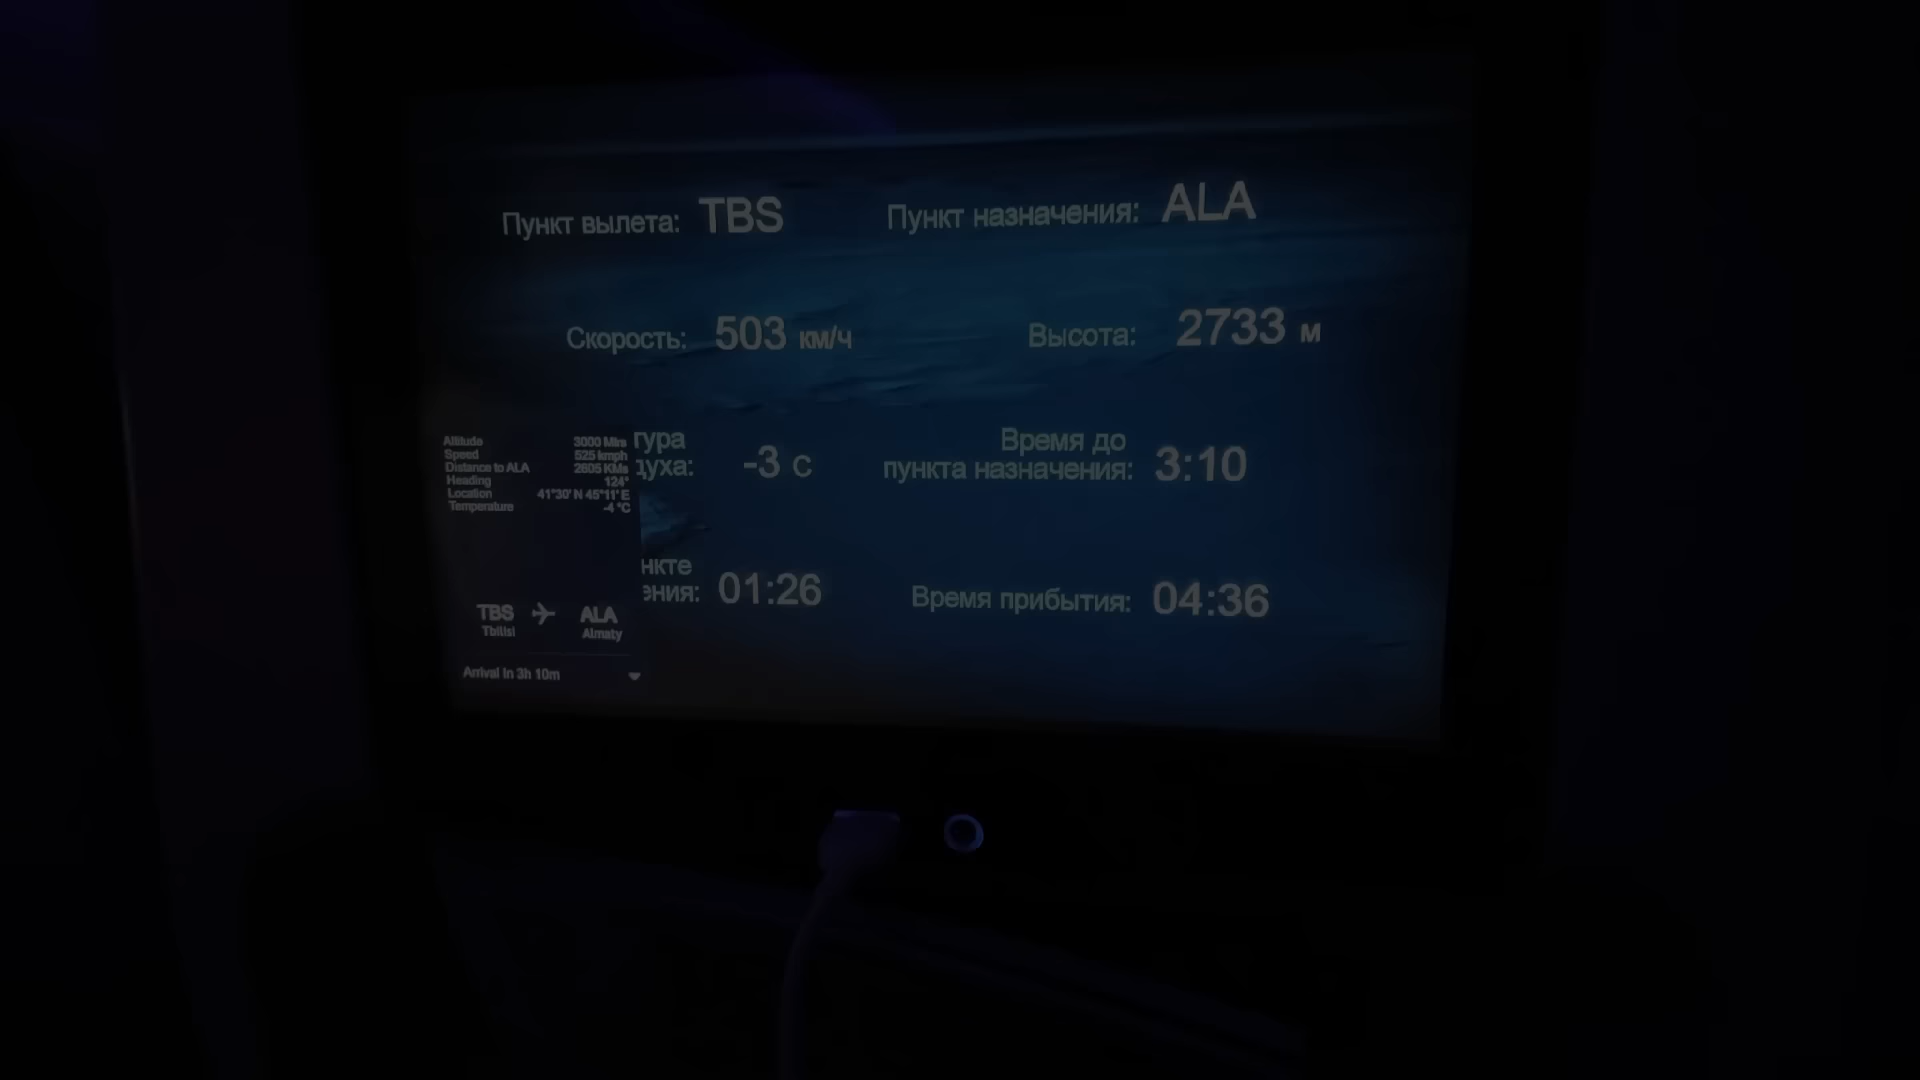 Пункт вылета: TBS
Пункт назначения: ALA
Скорость: 503 км/ч
Высота: 2733 м
тура
духа: -3 C
Время до
пункта назначения: 3:10
нкте
ения: 01:26
Время прибытия: 04:36
Altitude 3000 Mtrs
Speed 525 kmph
Distance to ALA 2605 KMs
Heading 124°
Location 41°30' N 45°11' E
Temperature -4 °C
TBS ALA
Tbilisi Almaty
Arrival in 3h 10m